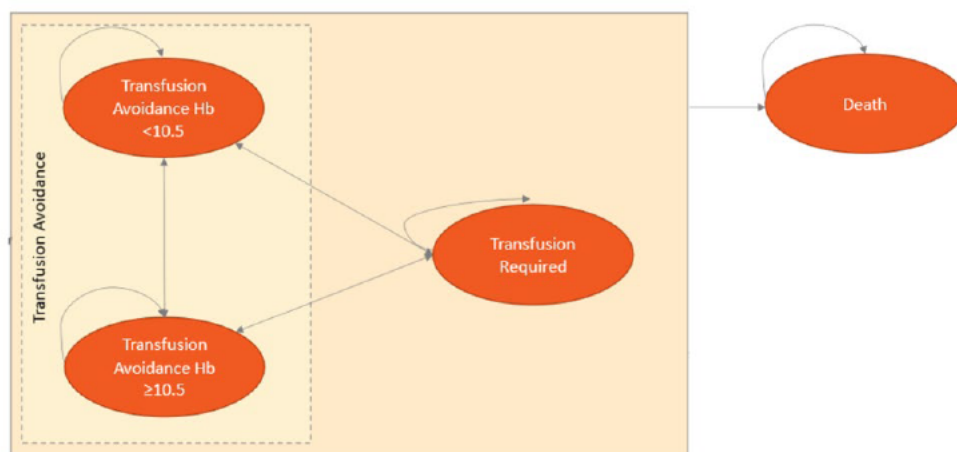 Transfusion Avoidance
Transfusion
Avoidance Hb
<10.5
Transfusion
Avoidance Hb
≥10.5
Transfusion
Required
Death